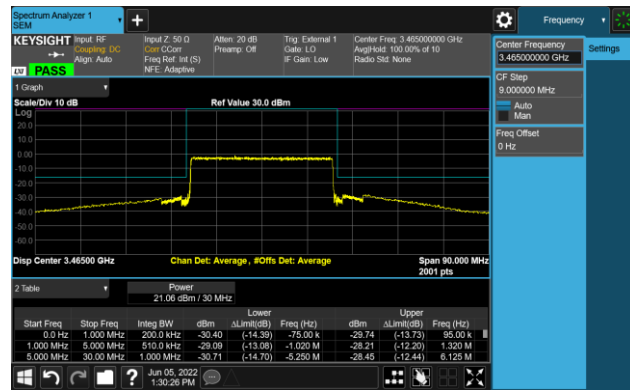 Spectrum Analyzer 1
SEM
Frequency
KEYSIGHT
Input: RF
Coupling: DC
Align: Auto
Input Z: 50 Ω
Corr CCorr
Freq Ref: Int (S)
NFE: Adaptive
Atten: 20 dB
Preamp: Off
Trig: External 1
Gate: LO
IF Gain: Low
Center Freq: 3.465000000 GHz
Avg|Hold: 100.00% of 10
Radio Std: None
LXI PASS
Center Frequency
3.465000000 GHz
Settings
CF Step
9.000000 MHz
Auto
Man
Freq Offset
0 Hz
1 Graph
Scale/Div 10 dB
Ref Value 30.0 dBm
Log
20.0
10.0
0.00
-10.0
-20.0
-30.0
-40.0
-50.0
-60.0
Disp Center 3.46500 GHz
Chan Det: Average, #Offs Det: Average
Span 90.000 MHz
2001 pts
2 Table
Power
21.06 dBm / 30 MHz
Lower Upper
Start Freq Stop Freq Integ BW dBm ΔLimit(dB) Freq (Hz) dBm ΔLimit(dB) Freq (Hz)
0.0 Hz 1.000 MHz 200.0 kHz -30.40 (-14.39) -75.00 k -29.74 (-13.73) 95.00 k
1.000 MHz 5.000 MHz 510.0 kHz -29.09 (-13.08) -1.020 M -28.21 (-12.20) 1.320 M
5.000 MHz 30.00 MHz 1.000 MHz -30.71 (-14.70) -5.250 M -28.45 (-12.44) 6.125 M
?
Jun 05, 2022
1:30:26 PM